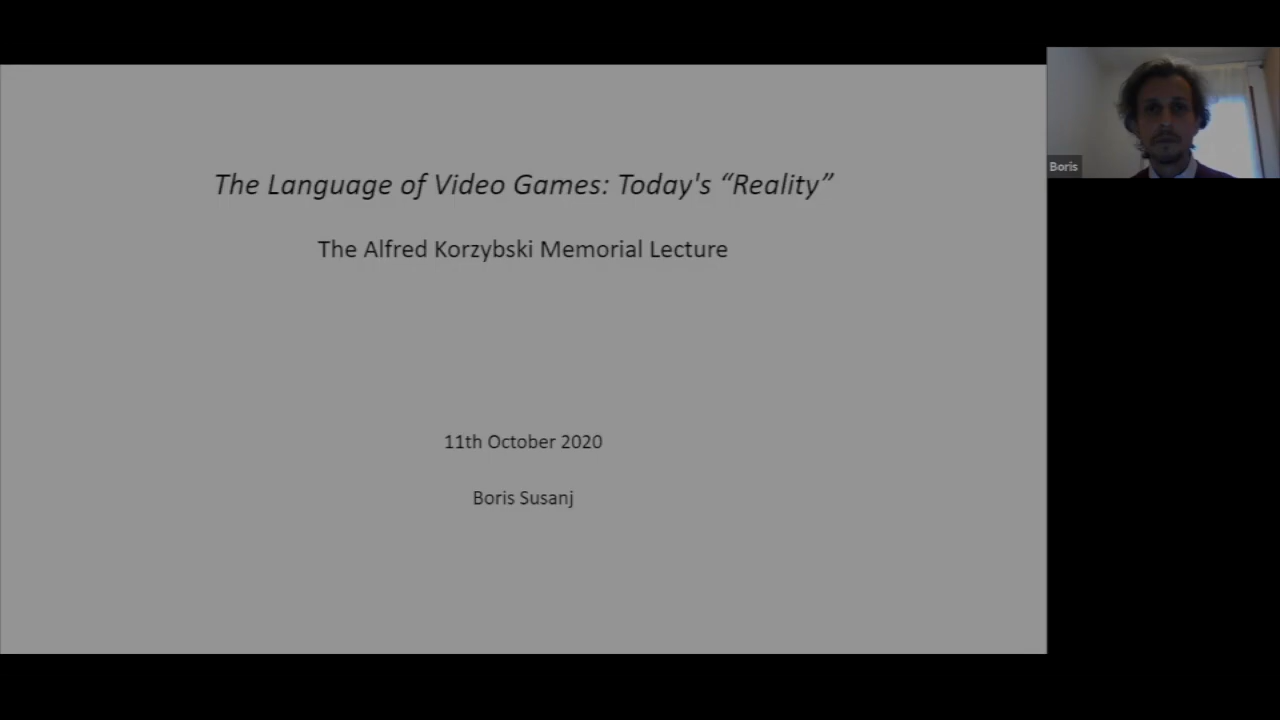 The Language of Video Games: Today's “Reality”
The Alfred Korzybski Memorial Lecture
11th October 2020
Boris Susanj
Boris